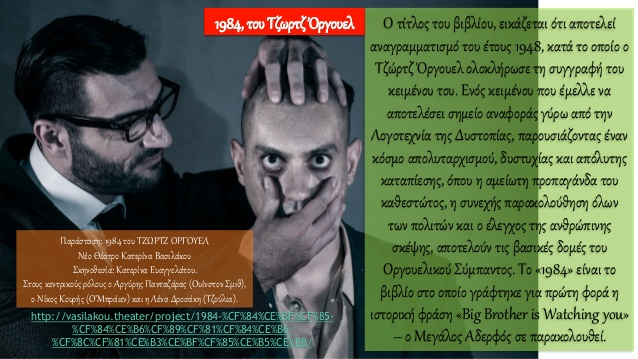 1984, του Τζωρτζ Όργουελ
Ο τίτλος του βιβλίου, εικάζεται ότι αποτελεί
αναγραμματισμό του έτους 1948, κατά το οποίο ο
Τζώρτζ Όργουελ ολοκλήρωσε τη συγγραφή του
κειμένου του. Ενός κειμένου που έμελλε να
αποτελέσει σημείο αναφοράς γύρω από την
Λογοτεχνία της Δυστοπίας, παρουσιάζοντας έναν
κόσμο απολυταρχισμού, δυστυχίας και απόλυτης
καταπίεσης, όπου η αμείωτη προπαγάνδα του
καθεστώτος, η συνεχής παρακολούθηση όλων
των πολιτών και ο έλεγχος της ανθρώπινης
σκέψης, αποτελούν τις βασικές δομές του
Οργουελικού Σύμπαντος. Το «1984» είναι το
βιβλίο στο οποίο γράφτηκε για πρώτη φορά η
ιστορική φράση «Big Brother is Watching you»
– ο Μεγάλος Αδερφός σε παρακολουθεί.
Παράσταση: 1984 του ΤΖΩΡΤΖ ΟΡΓΟΥΕΛ
Νέο Θέατρο Κατερίνα Βασιλάκου
Σκηνοθεσία: Κατερίνα Ευαγγελάτου.
Στους κεντρικούς ρόλους ο Αργύρης Πανταζάρας (Ουίνστον Σμιθ),
ο Νίκος Κουρής (Ο'Μπράιεν) και η Λένα Δροσάκη (Τζούλια).
http://vasilakou.theater/project/1984-%CF%84%CE%BF%CF%85-
%CF%84%CE%B6%CF%89%CF%81%CF%84%CE%B6-
%CF%8C%CF%81%CE%B3%CE%BF%CF%85%CE%B5%CE%BB/